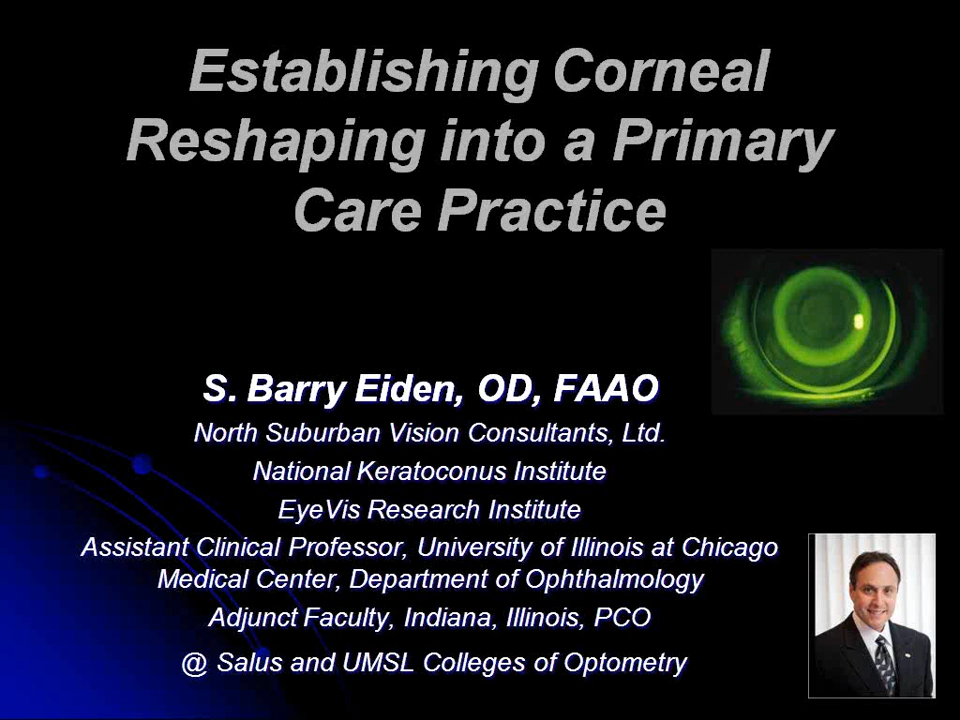 Establishing Corneal
Reshaping into a Primary
Care Practice
S. Barry Eiden, OD, FAAO
North Suburban Vision Consultants, Ltd.
National Keratoconus Institute
EyeVis Research Institute
Assistant Clinical Professor, University of Illinois at Chicago
Medical Center, Department of Ophthalmology
Adjunct Faculty, Indiana, Illinois, PCO
@ Salus and UMSL Colleges of Optometry